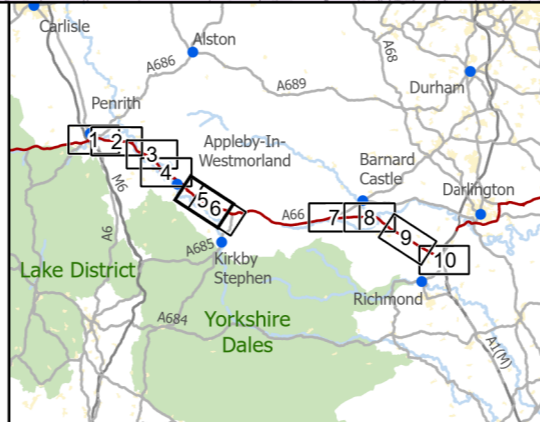 Carlisle
Alston
A686
A68
A689
Durham
Penrith
1 2 3 4 5 6
Appleby-In-
Westmorland
Barnard
Castle
Darlington
M6
A6
A66
7 8 9 10
A685
Kirkby
Stephen
Lake District
Richmond
A684
Yorkshire
Dales
A1(M)